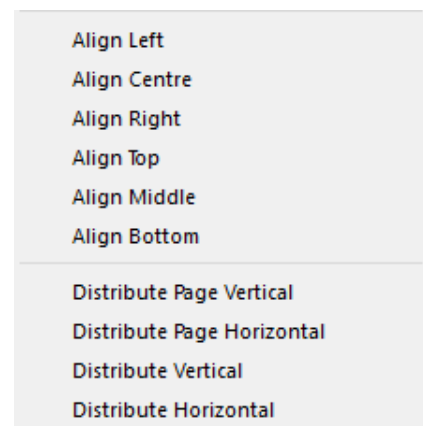 Align Left
Align Centre
Align Right
Align Top
Align Middle
Align Bottom
Distribute Page Vertical
Distribute Page Horizontal
Distribute Vertical
Distribute Horizontal